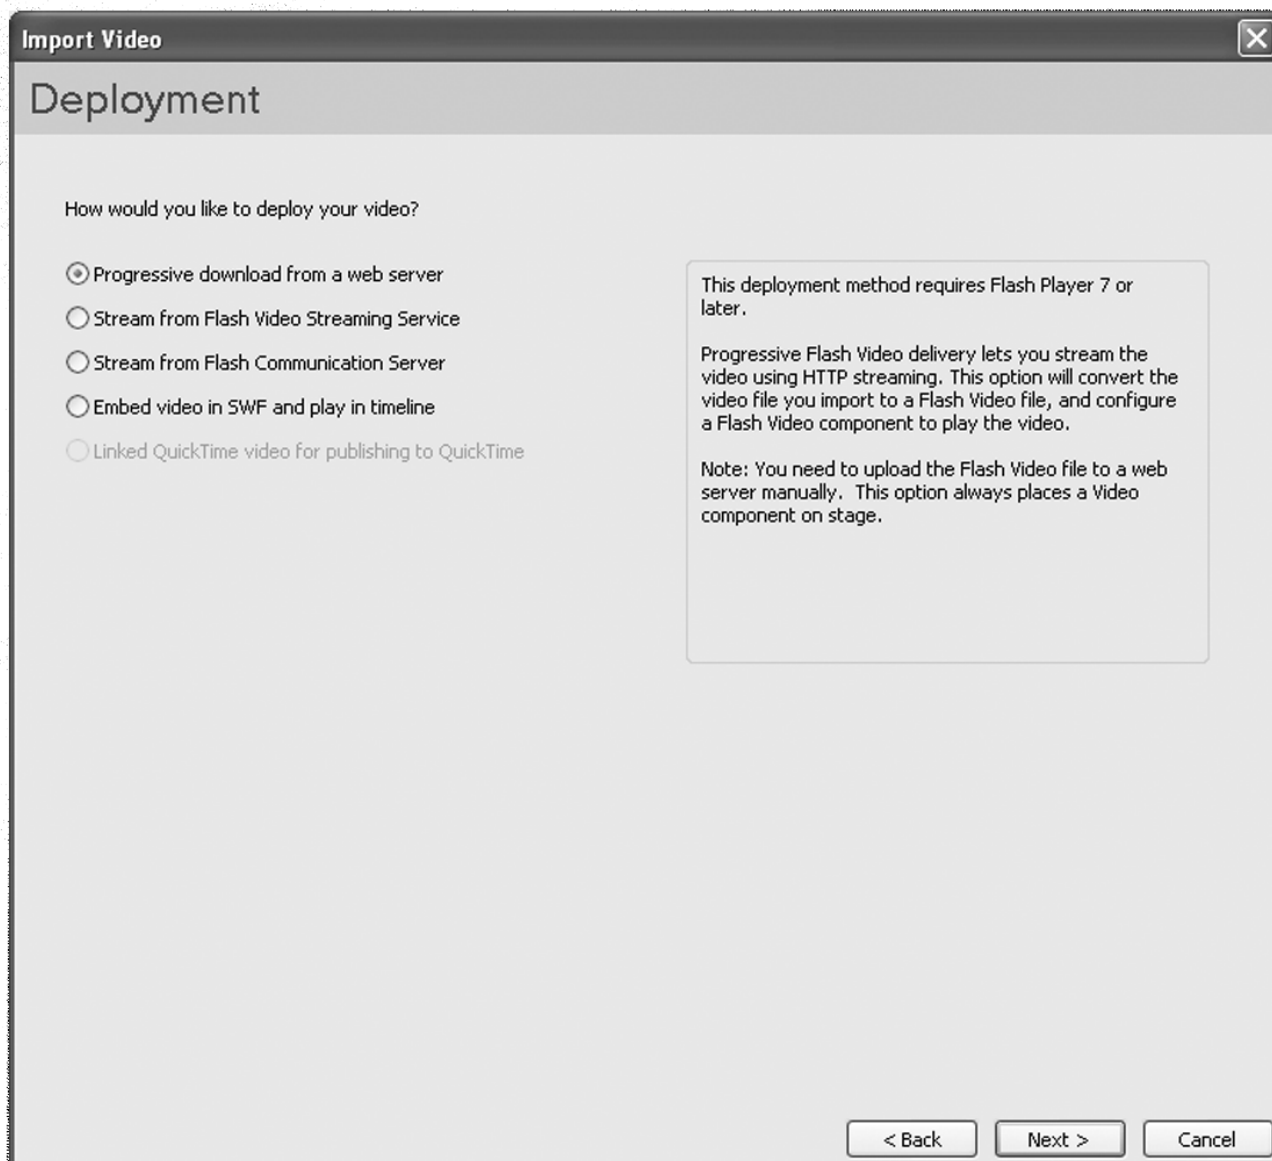 Import Video
Deployment
How would you like to deploy your video?
Progressive download from a web server
Stream from Flash Video Streaming Service
Stream from Flash Communication Server
Embed video in SWF and play in timeline
Linked QuickTime video for publishing to QuickTime
This deployment method requires Flash Player 7 or
later.
Progressive Flash Video delivery lets you stream the
video using HTTP streaming. This option will convert the
video file you import to a Flash Video file, and configure
a Flash Video component to play the video.
Note: You need to upload the Flash Video file to a web
server manually.  This option always places a Video
component on stage.
< Back
Next >
Cancel